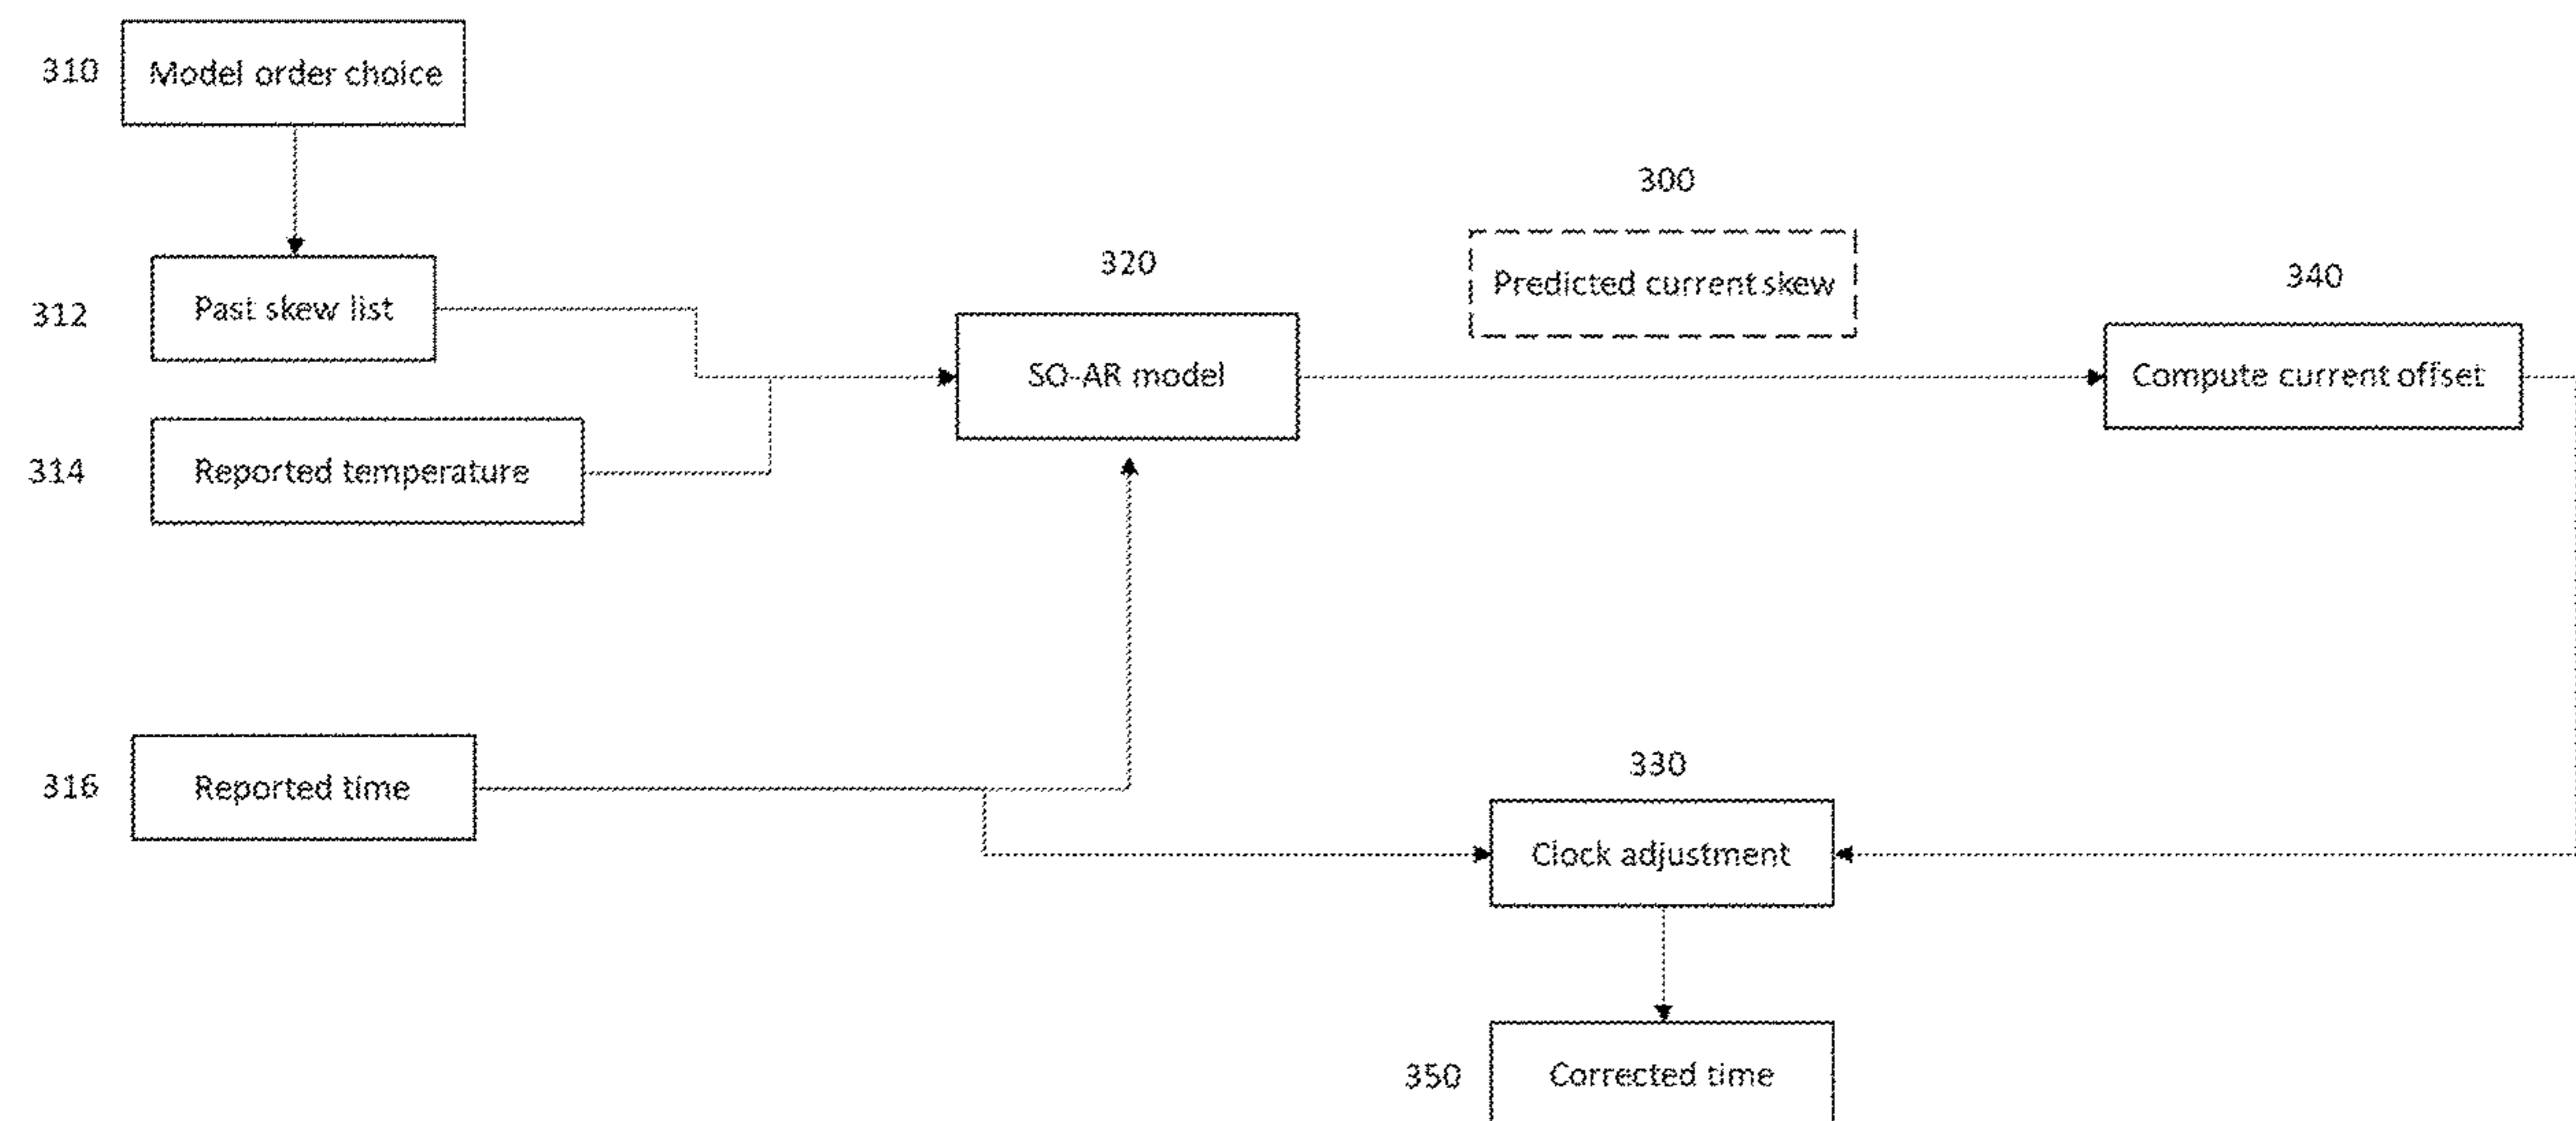 310
Model order choice
300
320
Predicted current skew
340
312
Past skew list
SO-AR model
Compute current offset
314
Reported temperature
330
316
Reported time
Clock adjustment
350
Corrected time